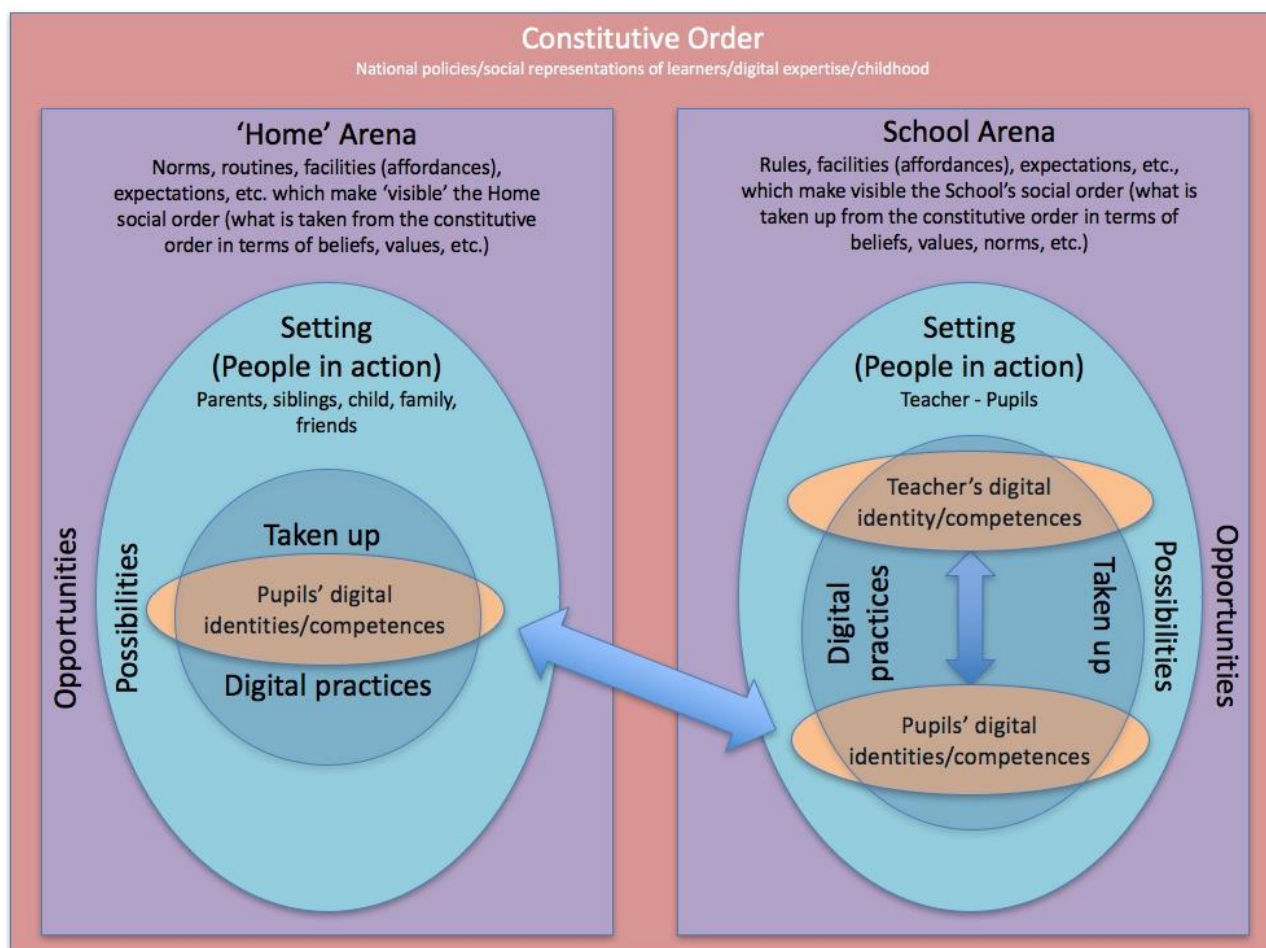 Constitutive Order
National policies/social representations of learners/digital expertise/childhood
‘Home’ Arena
Norms, routines, facilities (affordances),
expectations, etc. which make ‘visible’ the Home
social order (what is taken from the constitutive
order in terms of beliefs, values, etc.)
Setting
(People in action)
Parents, siblings, child, family,
friends
Opportunities
Possibilities
Taken up
Pupils’ digital
identities/competences
Digital practices
School Arena
Rules, facilities (affordances), expectations, etc.,
which make visible the School’s social order (what is
taken up from the constitutive order in terms of
beliefs, values, norms, etc.)
Setting
(People in action)
Teacher - Pupils
Teacher’s digital
identity/competences
Digital
practices
Taken up
Possibilities
Opportunities
Pupils’ digital
identities/competences